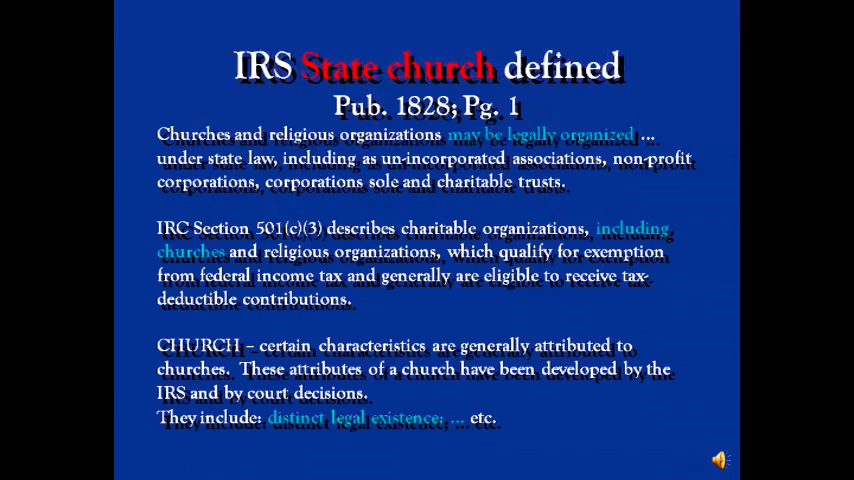 IRS State church defined
Pub. 1828; Pg. 1
Churches and religious organizations may be legally organized ...
under state law, including as un-incorporated associations, non-profit
corporations, corporations sole and charitable trusts.
IRC Section 501(c)(3) describes charitable organizations, including
churches and religious organizations, which qualify for exemption
from federal income tax and generally are eligible to receive tax-
deductible contributions.
CHURCH – certain characteristics are generally attributed to
churches. These attributes of a church have been developed by the
IRS and by court decisions.
They include: distinct legal existence; ... etc.